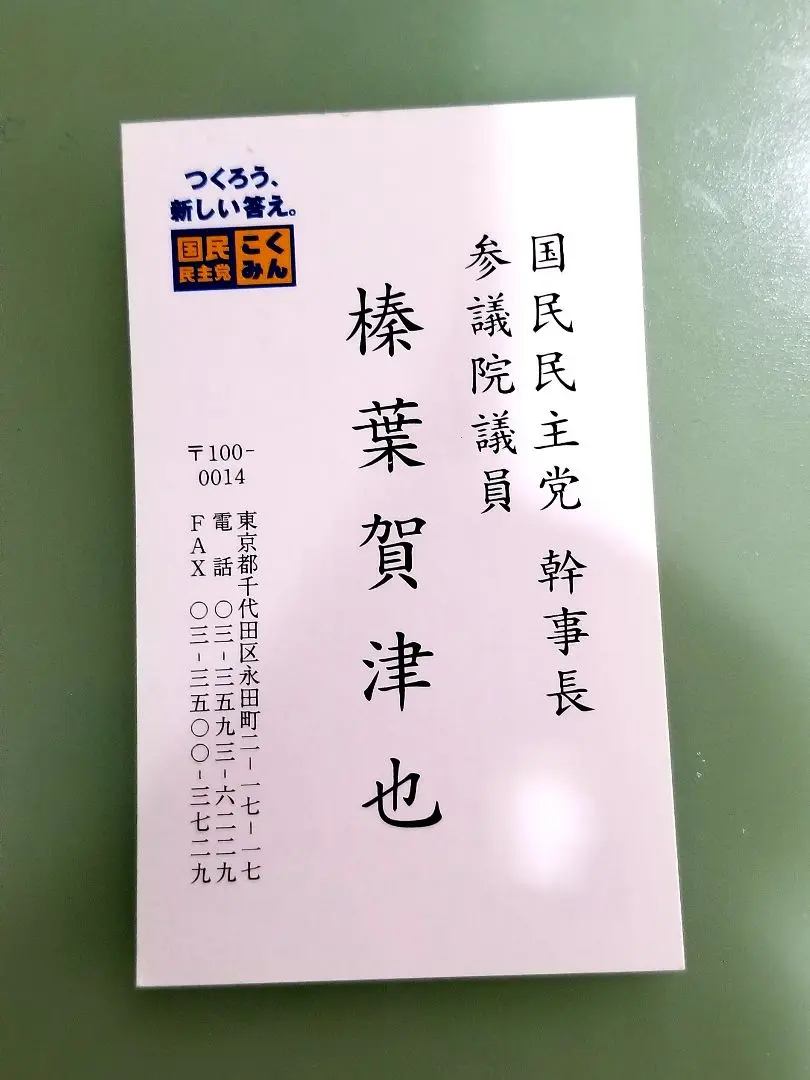 国民民主党 幹事長
参議院議員
榛葉賀津也
つくろう、
新しい答え。
国民
民主党
こく
みん
〒100-
0014
東京都千代田区永田町二-一七-一七
電話 〇三-三五九三-六二二九
FAX 〇三-三五〇〇-三七二九